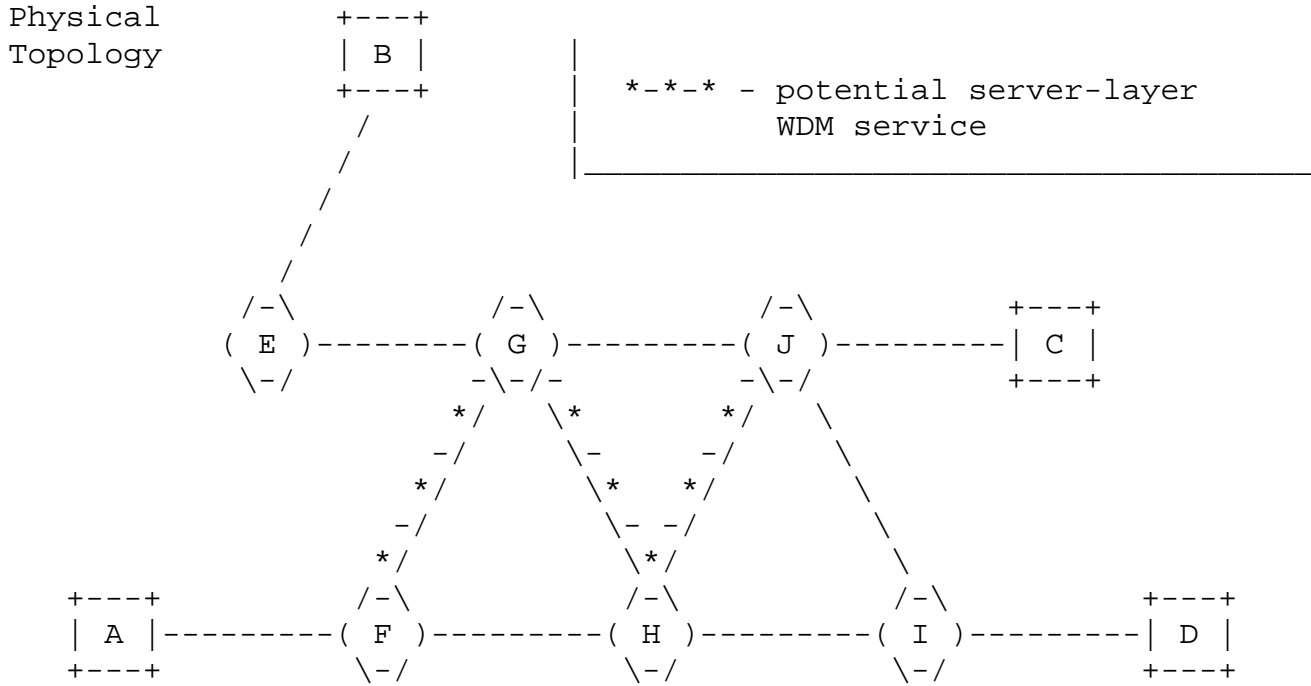 Physical
Topology
B
*-*-* - potential server-layer
WDM service
E G J C
A F H I D